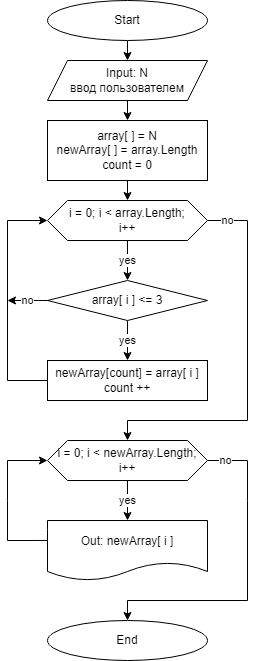 Start
Input: N
ввод пользователем
array[ ] = N
newArray[ ] = array.Length
count = 0
i = 0; i < array.Length;
i++
no
yes
array[ i ] <= 3
no
yes
newArray[count] = array[ i ]
count ++
i = 0; i < newArray.Length;
i++
no
yes
Out: newArray[ i ]
End